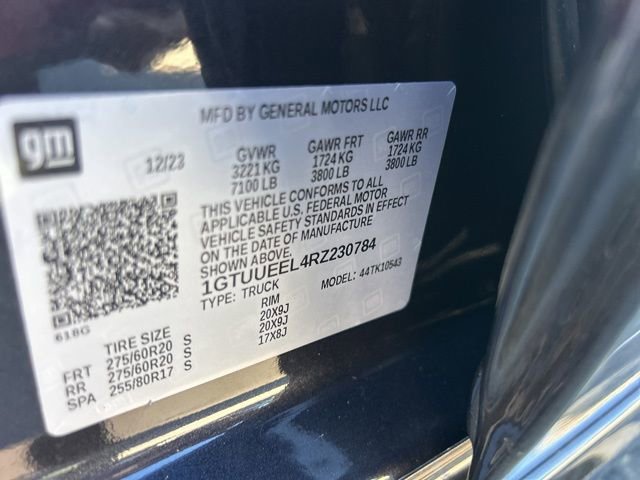 MFD BY GENERAL MOTORS LLC
gm
12/23 GVWR GAWR FRT GAWR RR
3221 KG 1724 KG 1724 KG
7100 LB 3800 LB 3800 LB
THIS VEHICLE CONFORMS TO ALL
APPLICABLE U.S. FEDERAL MOTOR
VEHICLE SAFETY STANDARDS IN EFFECT
ON THE DATE OF MANUFACTURE
SHOWN ABOVE.
1GTUUEEL4RZ230784
TYPE: TRUCK MODEL: 44TK10543
618G
TIRE SIZE RIM
FRT 275/60R20 S 20X9J
RR 275/60R20 S 20X9J
SPA 255/80R17 S 17X8J